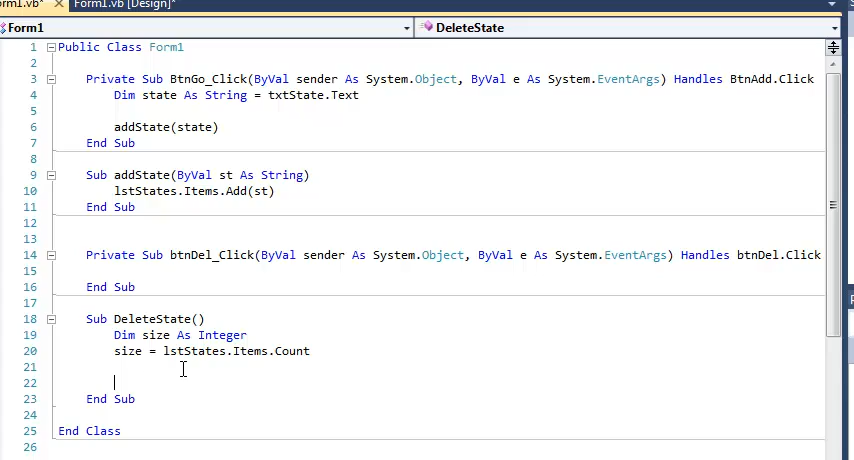 orm1.vb* × Form1.vb [Design]*
Form1 DeleteState
1 Public Class Form1
2
3 Private Sub BtnGo_Click(ByVal sender As System.Object, ByVal e As System.EventArgs) Handles BtnAdd.Click
4 Dim state As String = txtState.Text
5
6 addState(state)
7 End Sub
8
9 Sub addState(ByVal st As String)
10 lstStates.Items.Add(st)
11 End Sub
12
13
14 Private Sub btnDel_Click(ByVal sender As System.Object, ByVal e As System.EventArgs) Handles btnDel.Click
15
16 End Sub
17
18 Sub DeleteState()
19 Dim size As Integer
20 size = lstStates.Items.Count
21
22
23 End Sub
24
25 End Class
26